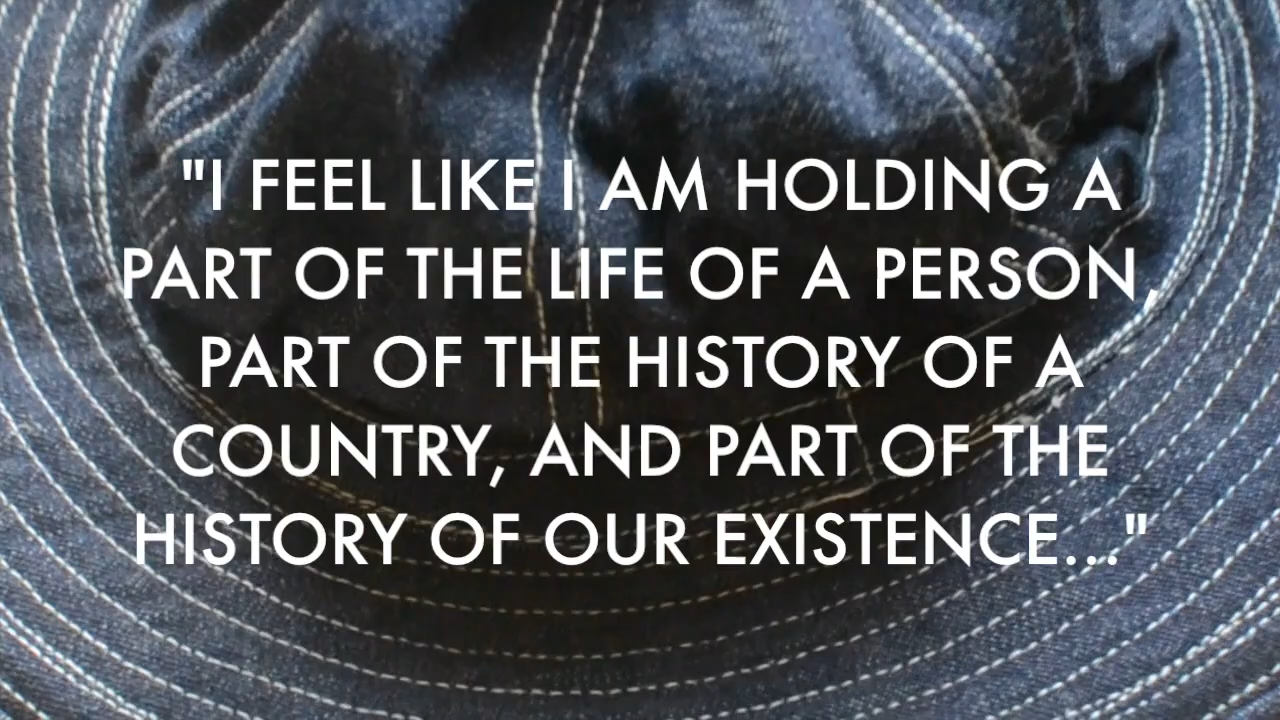 "I FEEL LIKE I AM HOLDING A
PART OF THE LIFE OF A PERSON,
PART OF THE HISTORY OF A
COUNTRY, AND PART OF THE
HISTORY OF OUR EXISTENCE..."